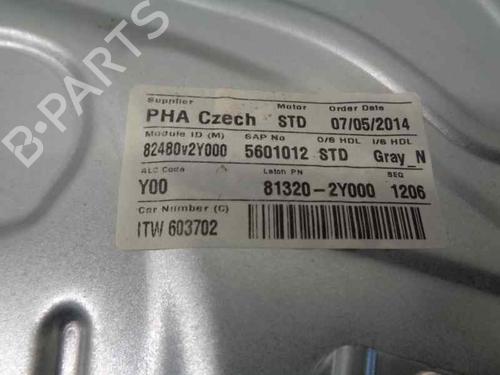 Supplier Motor Order Date
PHA Czech STD 07/05/2014
Module ID (M) SAP No O/S HDL I/S HDL
82480v2Y000 5601012 STD Gray_N
ALC Code Latch PN SEQ
Y00 81320-2Y000 1206
Car Number (C)
ITW 603702
B-PARTS